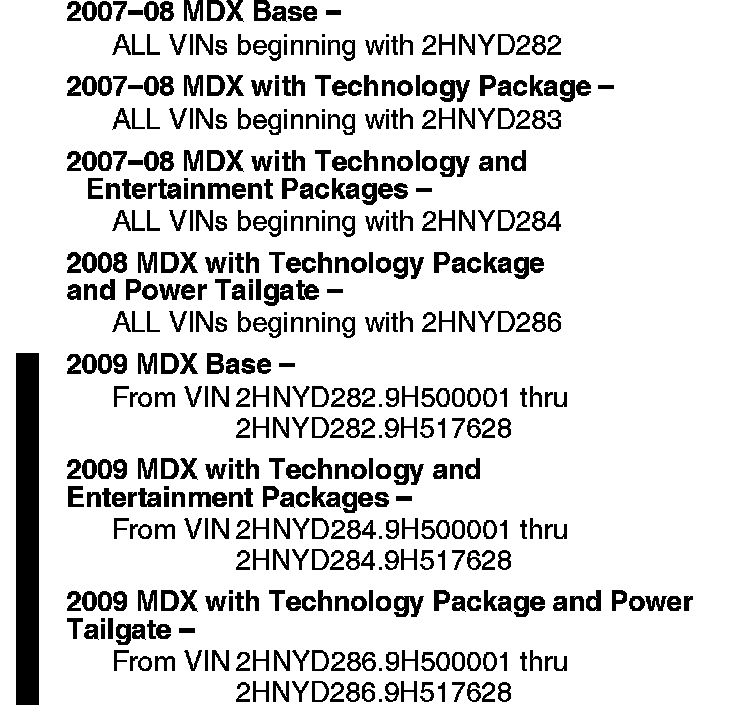 2007–08 MDX Base –
ALL VINs beginning with 2HNYD282
2007–08 MDX with Technology Package –
ALL VINs beginning with 2HNYD283
2007–08 MDX with Technology and
Entertainment Packages –
ALL VINs beginning with 2HNYD284
2008 MDX with Technology Package
and Power Tailgate –
ALL VINs beginning with 2HNYD286
2009 MDX Base –
From VIN 2HNYD282.9H500001 thru
2HNYD282.9H517628
2009 MDX with Technology and
Entertainment Packages –
From VIN 2HNYD284.9H500001 thru
2HNYD284.9H517628
2009 MDX with Technology Package and Power
Tailgate –
From VIN 2HNYD286.9H500001 thru
2HNYD286.9H517628